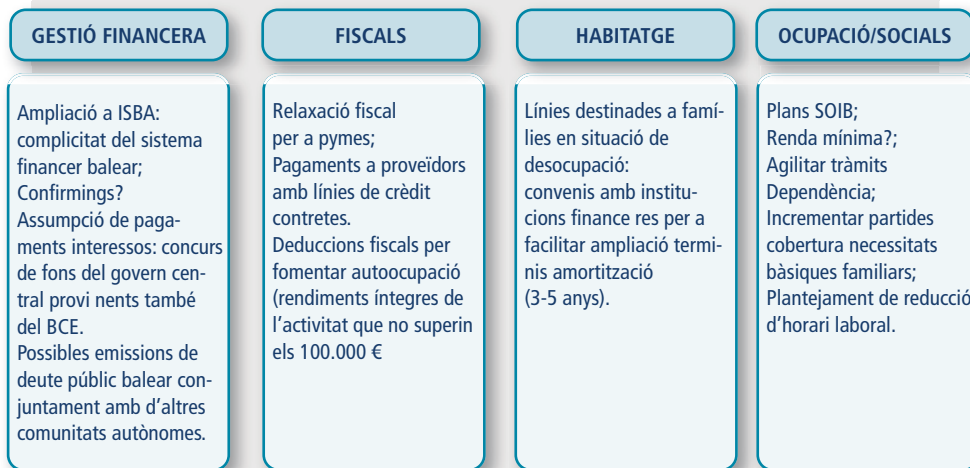 GESTIÓ FINANCERA
Ampliació a ISBA:
complicitat del sistema
financer balear;
Confirmings?
Assumpció de paga-
ments interessos: concurs
de fons del govern cen-
tral provi nents també
del BCE.
Possibles emissions de
deute públic balear con-
juntament amb d’altres
comunitats autònomes.
FISCALS
Relaxació fiscal
per a pymes;
Pagaments a proveïdors
amb línies de crèdit
contretes.
Deduccions fiscals per
fomentar autoocupació
(rendiments íntegres de
l’activitat que no superin
els 100.000 €
HABITATGE
Línies destinades a famí-
lies en situació de
desocupació:
convenis amb institu-
cions finance res per a
facilitar ampliació termi-
nis amortització
(3-5 anys).
OCUPACIÓ/SOCIALS
Plans SOIB;
Renda mínima?;
Agilitar tràmits
Dependència;
Incrementar partides
cobertura necessitats
bàsiques familiars;
Plantejament de reducció
d’horari laboral.